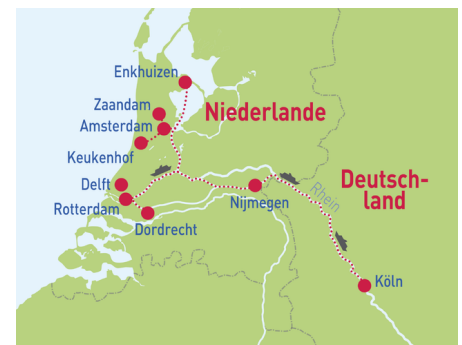 Enkhuizen
Zaandam
Niederlande
Amsterdam
Keukenhof
Delft
Deutsch-
land
Rhein
Rotterdam
Nijmegen
Dordrecht
Köln